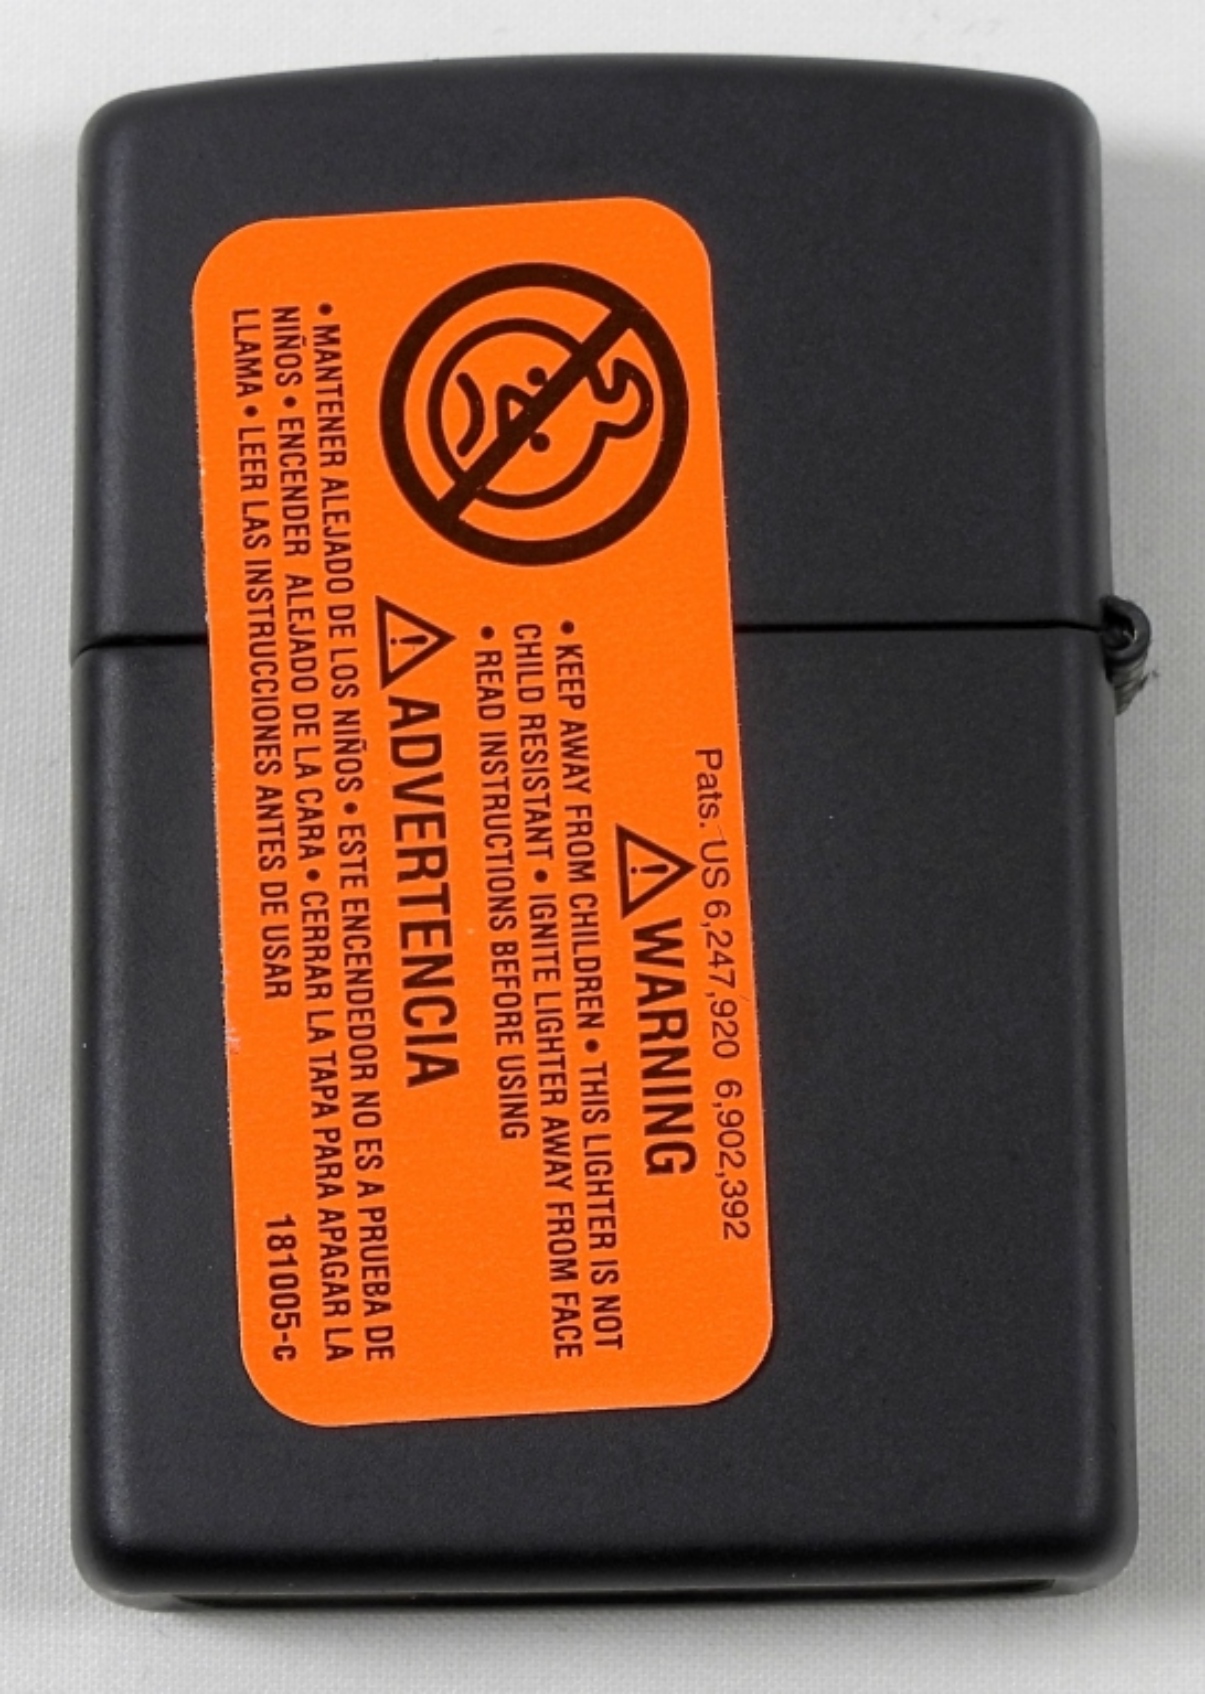 Pats. US 6,247,920 6,902,392
WARNING
• KEEP AWAY FROM CHILDREN • THIS LIGHTER IS NOT
CHILD RESISTANT • IGNITE LIGHTER AWAY FROM FACE
• READ INSTRUCTIONS BEFORE USING
ADVERTENCIA
• MANTENER ALEJADO DE LOS NIÑOS • ESTE ENCENDEDOR NO ES A PRUEBA DE
NIÑOS • ENCENDER ALEJADO DE LA CARA • CERRAR LA TAPA PARA APAGAR LA
LLAMA • LEER LAS INSTRUCCIONES ANTES DE USAR 181005-c